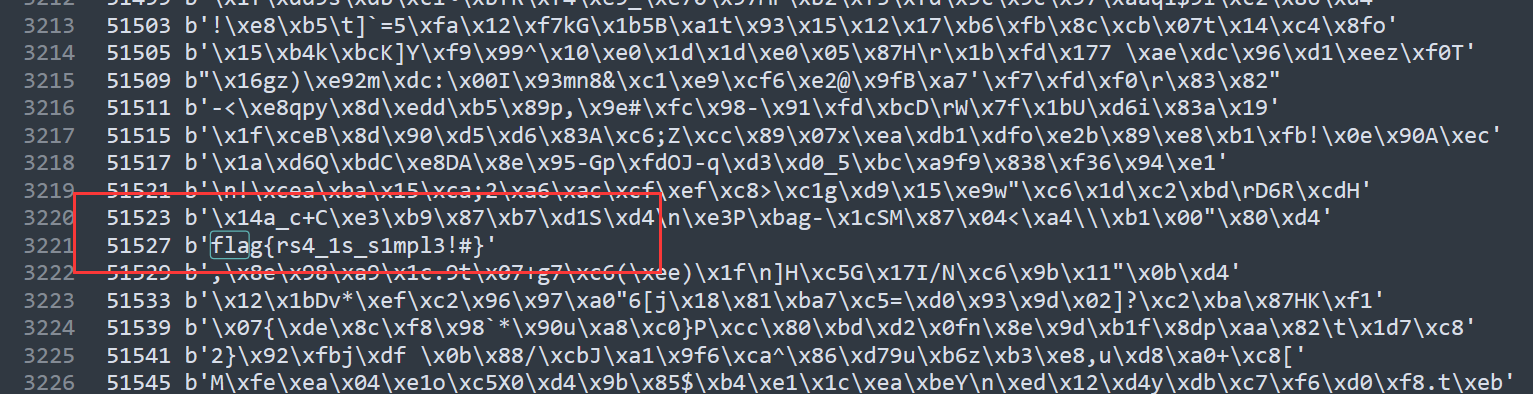 3213 51503 b'!\xe8\xb5\t]`=5\xfa\x12\xf7kG\x1b5B\xa1t\x93\x15\x12\x17\xb6\xfb\x8c\xcb\x07t\x14\xc4\x8fo'
3214 51505 b'\x15\xb4k\xbcK]Y\xf9\x99^\x10\xe0\x1d\x1d\xe0\x05\x87H\r\x1b\xfd\x177 \xae\xdc\x96\xd1\xeez\xf0T'
3215 51509 b"\x16gz)\xe92m\xdc:\x00I\x93mn8&\xc1\xe9\xcf6\xe2@\x9fB\xa7'\xf7\xfd\xf0\r\x83\x82"
3216 51511 b'-<\xe8qpy\x8d\xedd\xb5\x89p,\x9e#\xfc\x98-\x91\xfd\xbcD\rW\x7f\x1bU\xd6i\x83a\x19'
3217 51515 b'\x1f\xceB\x8d\x90\xd5\xd6\x83A\xc6;Z\xcc\x89\x07x\xea\xdb1\xdfo\xe2b\x89\xe8\xb1\xfb!\x0e\x90A\xec'
3218 51517 b'\x1a\xd6Q\xbdC\xe8DA\x8e\x95-Gp\xfdOJ-q\xd3\xd0_5\xbc\xa9f9\x838\xf36\x94\xe1'
3219 51521 b'\n!\xcea\xba\x15\xca;2\xa6\xac\xcf\xef\xc8>\xc1g\xd9\x15\xe9w"\xc6\x1d\xc2\xbd\rD6R\xcdH'
3220 51523 b'\x14a_c+C\xe3\xb9\x87\xb7\xd1S\xd4\n\xe3P\xbag-\x1cSM\x87\x04<\xa4\\\xb1\x00"\x80\xd4'
3221 51527 b'flag{rs4_1s_s1mpl3!#}'
3222 51529 b',\x8e\x98\xa9\x1c.9t\x07+g7\xc6(\xee)\x1f\n]H\xc5G\x17I/N\xc6\x9b\x11"\x0b\xd4'
3223 51533 b'\x12\x1bDv*\xef\xc2\x96\x97\xa0"6[j\x18\x81\xba7\xc5=\xd0\x93\x9d\x02]?\xc2\xba\x87HK\xf1'
3224 51539 b'\x07{\xde\x8c\xf8\x98`*\x90u\xa8\xc0}P\xcc\x80\xbd\xd2\x0fn\x8e\x9d\xb1f\x8dp\xaa\x82\t\x1d7\xc8'
3225 51541 b'2}\x92\xfbj\xdf \x0b\x88/\xcbJ\xa1\x9f6\xca^\x86\xd79u\xb6z\xb3\xe8,u\xd8\xa0+\xc8['
3226 51545 b'M\xfe\xea\x04\xe1o\xc5X0\xd4\x9b\x85$\xb4\xe1\x1c\xea\xbeY\n\xed\x12\xd4y\xdb\xc7\xf6\xd0\xf8.t\xeb'